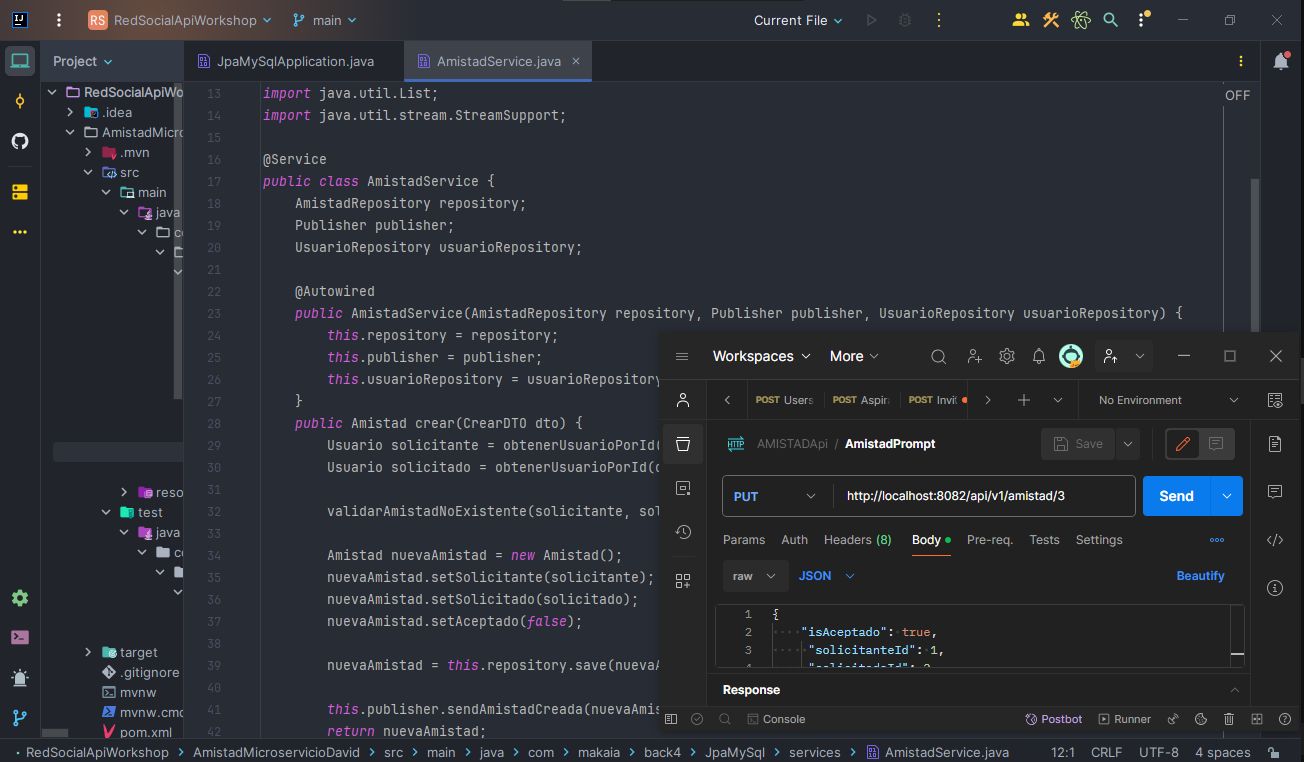 RS RedSocialApiWorkshop main Current File
Project
JpaMySqlApplication.java
AmistadService.java
OFF
RedSocialApiWo
.idea
AmistadMicro
.mvn
src
main
java
reso
test
java
target
.gitignore
mvnw
mvnw.cmd
pom.xml
13 import java.util.List;
14 import java.util.stream.StreamSupport;
15
16 @Service
17 public class AmistadService {
18 AmistadRepository repository;
19 Publisher publisher;
20 UsuarioRepository usuarioRepository;
21
22 @Autowired
23 public AmistadService(AmistadRepository repository, Publisher publisher, UsuarioRepository usuarioRepository) {
24 this.repository = repository;
25 this.publisher = publisher;
26 this.usuarioRepository = usuarioRepository
27 }
28 public Amistad crear(CrearDTO dto) {
29 Usuario solicitante = obtenerUsuarioPorId(
30 Usuario solicitado = obtenerUsuarioPorId(
31
32 validarAmistadNoExistente(solicitante, sol
33
34 Amistad nuevaAmistad = new Amistad();
35 nuevaAmistad.setSolicitante(solicitante);
36 nuevaAmistad.setSolicitado(solicitado);
37 nuevaAmistad.setAceptado(false);
38
39 nuevaAmistad = this.repository.save(nuevaA
40
41 this.publisher.sendAmistadCreada(nuevaAmis
42 return nuevaAmistad;
Workspaces More
POST Users
POST Aspir
POST Invi
No Environment
HTTP AMISTADApi / AmistadPrompt
Save
PUT http://localhost:8082/api/v1/amistad/3
Send
Params Auth Headers (8) Body Pre-req. Tests Settings
raw JSON Beautify
1 {
2 "isAceptado": true,
3 "solicitanteId": 1,
Response
Console Postbot Runner
RedSocialApiWorkshop > AmistadMicroservicioDavid > src > main > java > com > makaia > back4 > JpaMySql > services > AmistadService.java 12:1 CRLF UTF-8 4 spaces